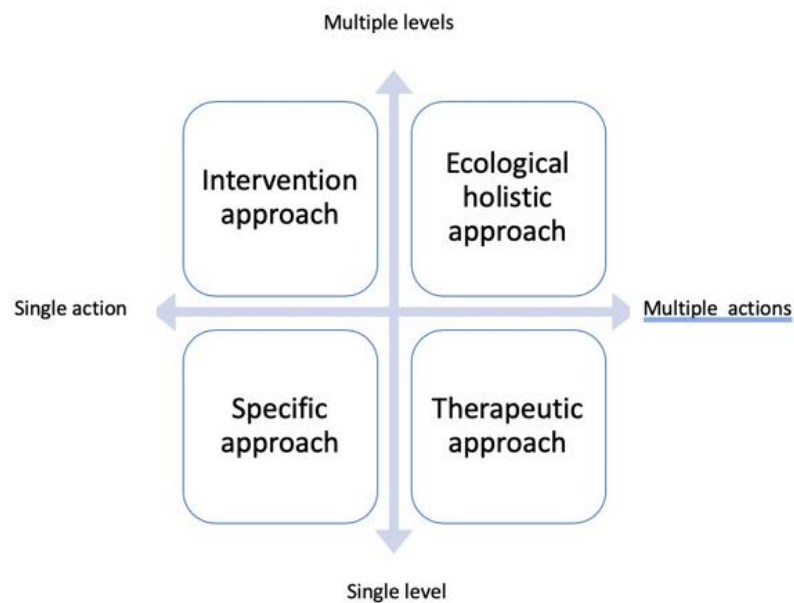 Multiple levels
Intervention
approach
Ecological
holistic
approach
Single action
Multiple actions
Specific
approach
Therapeutic
approach
Single level